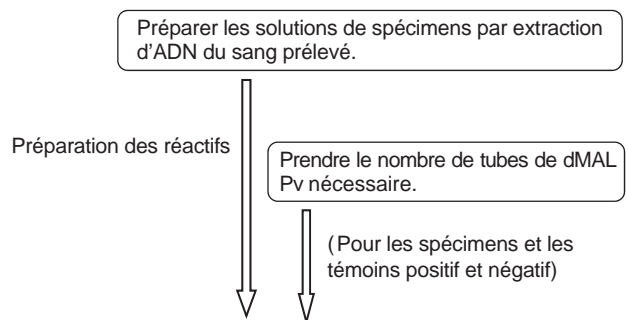 Préparer les solutions de spécimens par extraction
d’ADN du sang prélevé.
Préparation des réactifs
Prendre le nombre de tubes de dMAL
Pv nécessaire.
(Pour les spécimens et les
témoins positif et négatif)